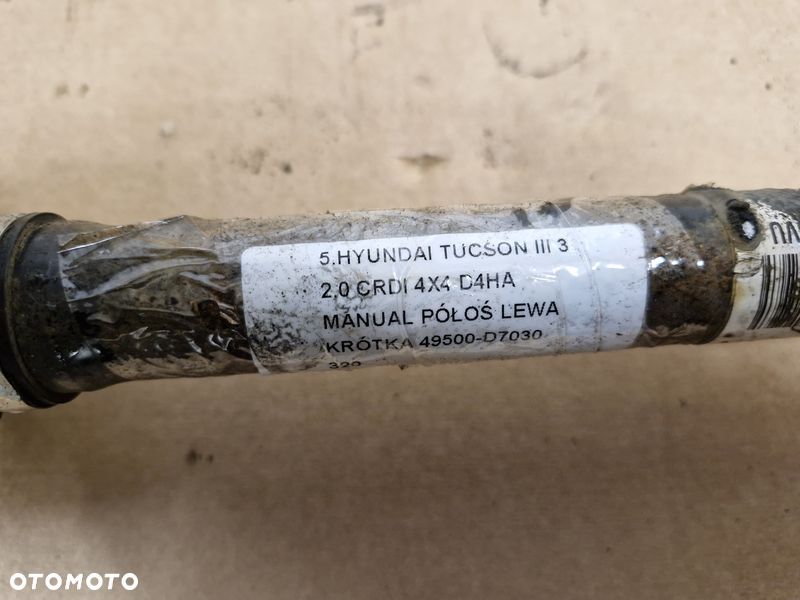 5.HYUNDAI TUCSON III 3
2,0 CRDI 4X4 D4HA
MANUAL PÓŁOŚ LEWA
KRÓTKA 49500-D7030
OTOMOTO